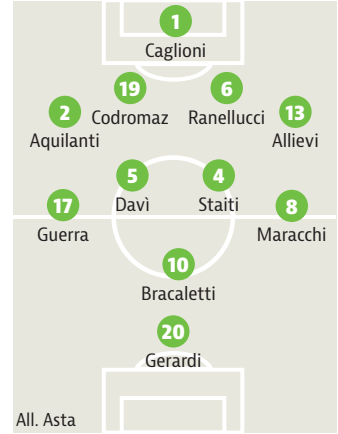 1
Caglioni
19
6
Codromaz
Ranellucci
2
13
Aquilanti
Allievi
5
4
Davì
Staiti
17
8
Guerra
Maracchi
10
Bracaletti
20
Gerardi
All. Asta